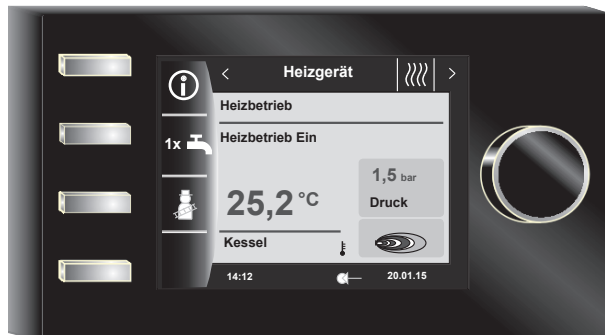 < Heizgerät >
Heizbetrieb
1x
Heizbetrieb Ein
1,5 bar
Druck
25,2 °C
Kessel
14:12
20.01.15